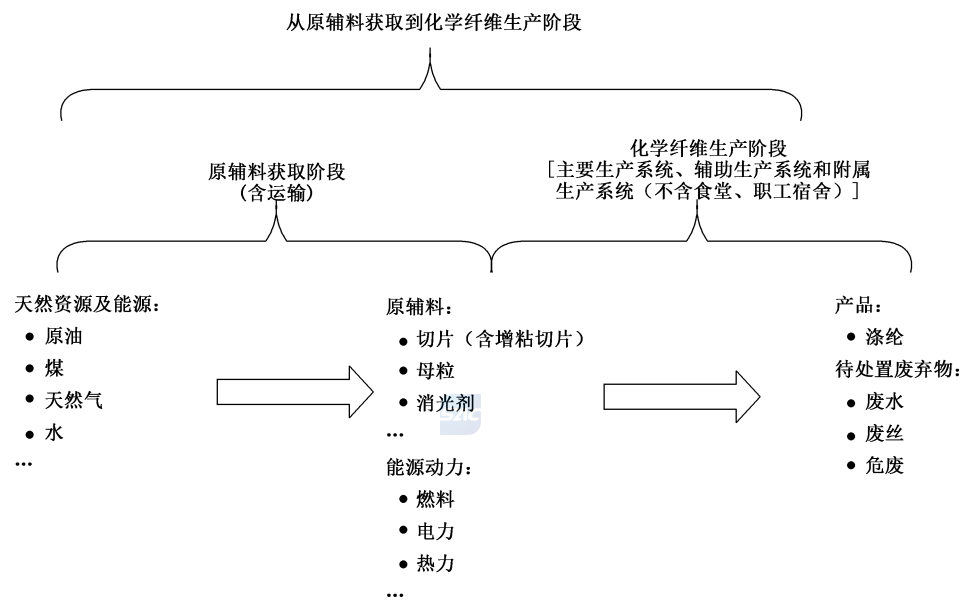 从原辅料获取到化学纤维生产阶段
原辅料获取阶段
(含运输)
化学纤维生产阶段
[主要生产系统、辅助生产系统和附属
生产系统（不含食堂、职工宿舍）]
天然资源及能源：
● 原油
● 煤
● 天然气
● 水
…
原辅料：
● 切片（含增粘切片）
● 母粒
● 消光剂
…
能源动力：
● 燃料
● 电力
● 热力
…
产品：
● 涤纶
待处置废弃物：
● 废水
● 废丝
● 危废